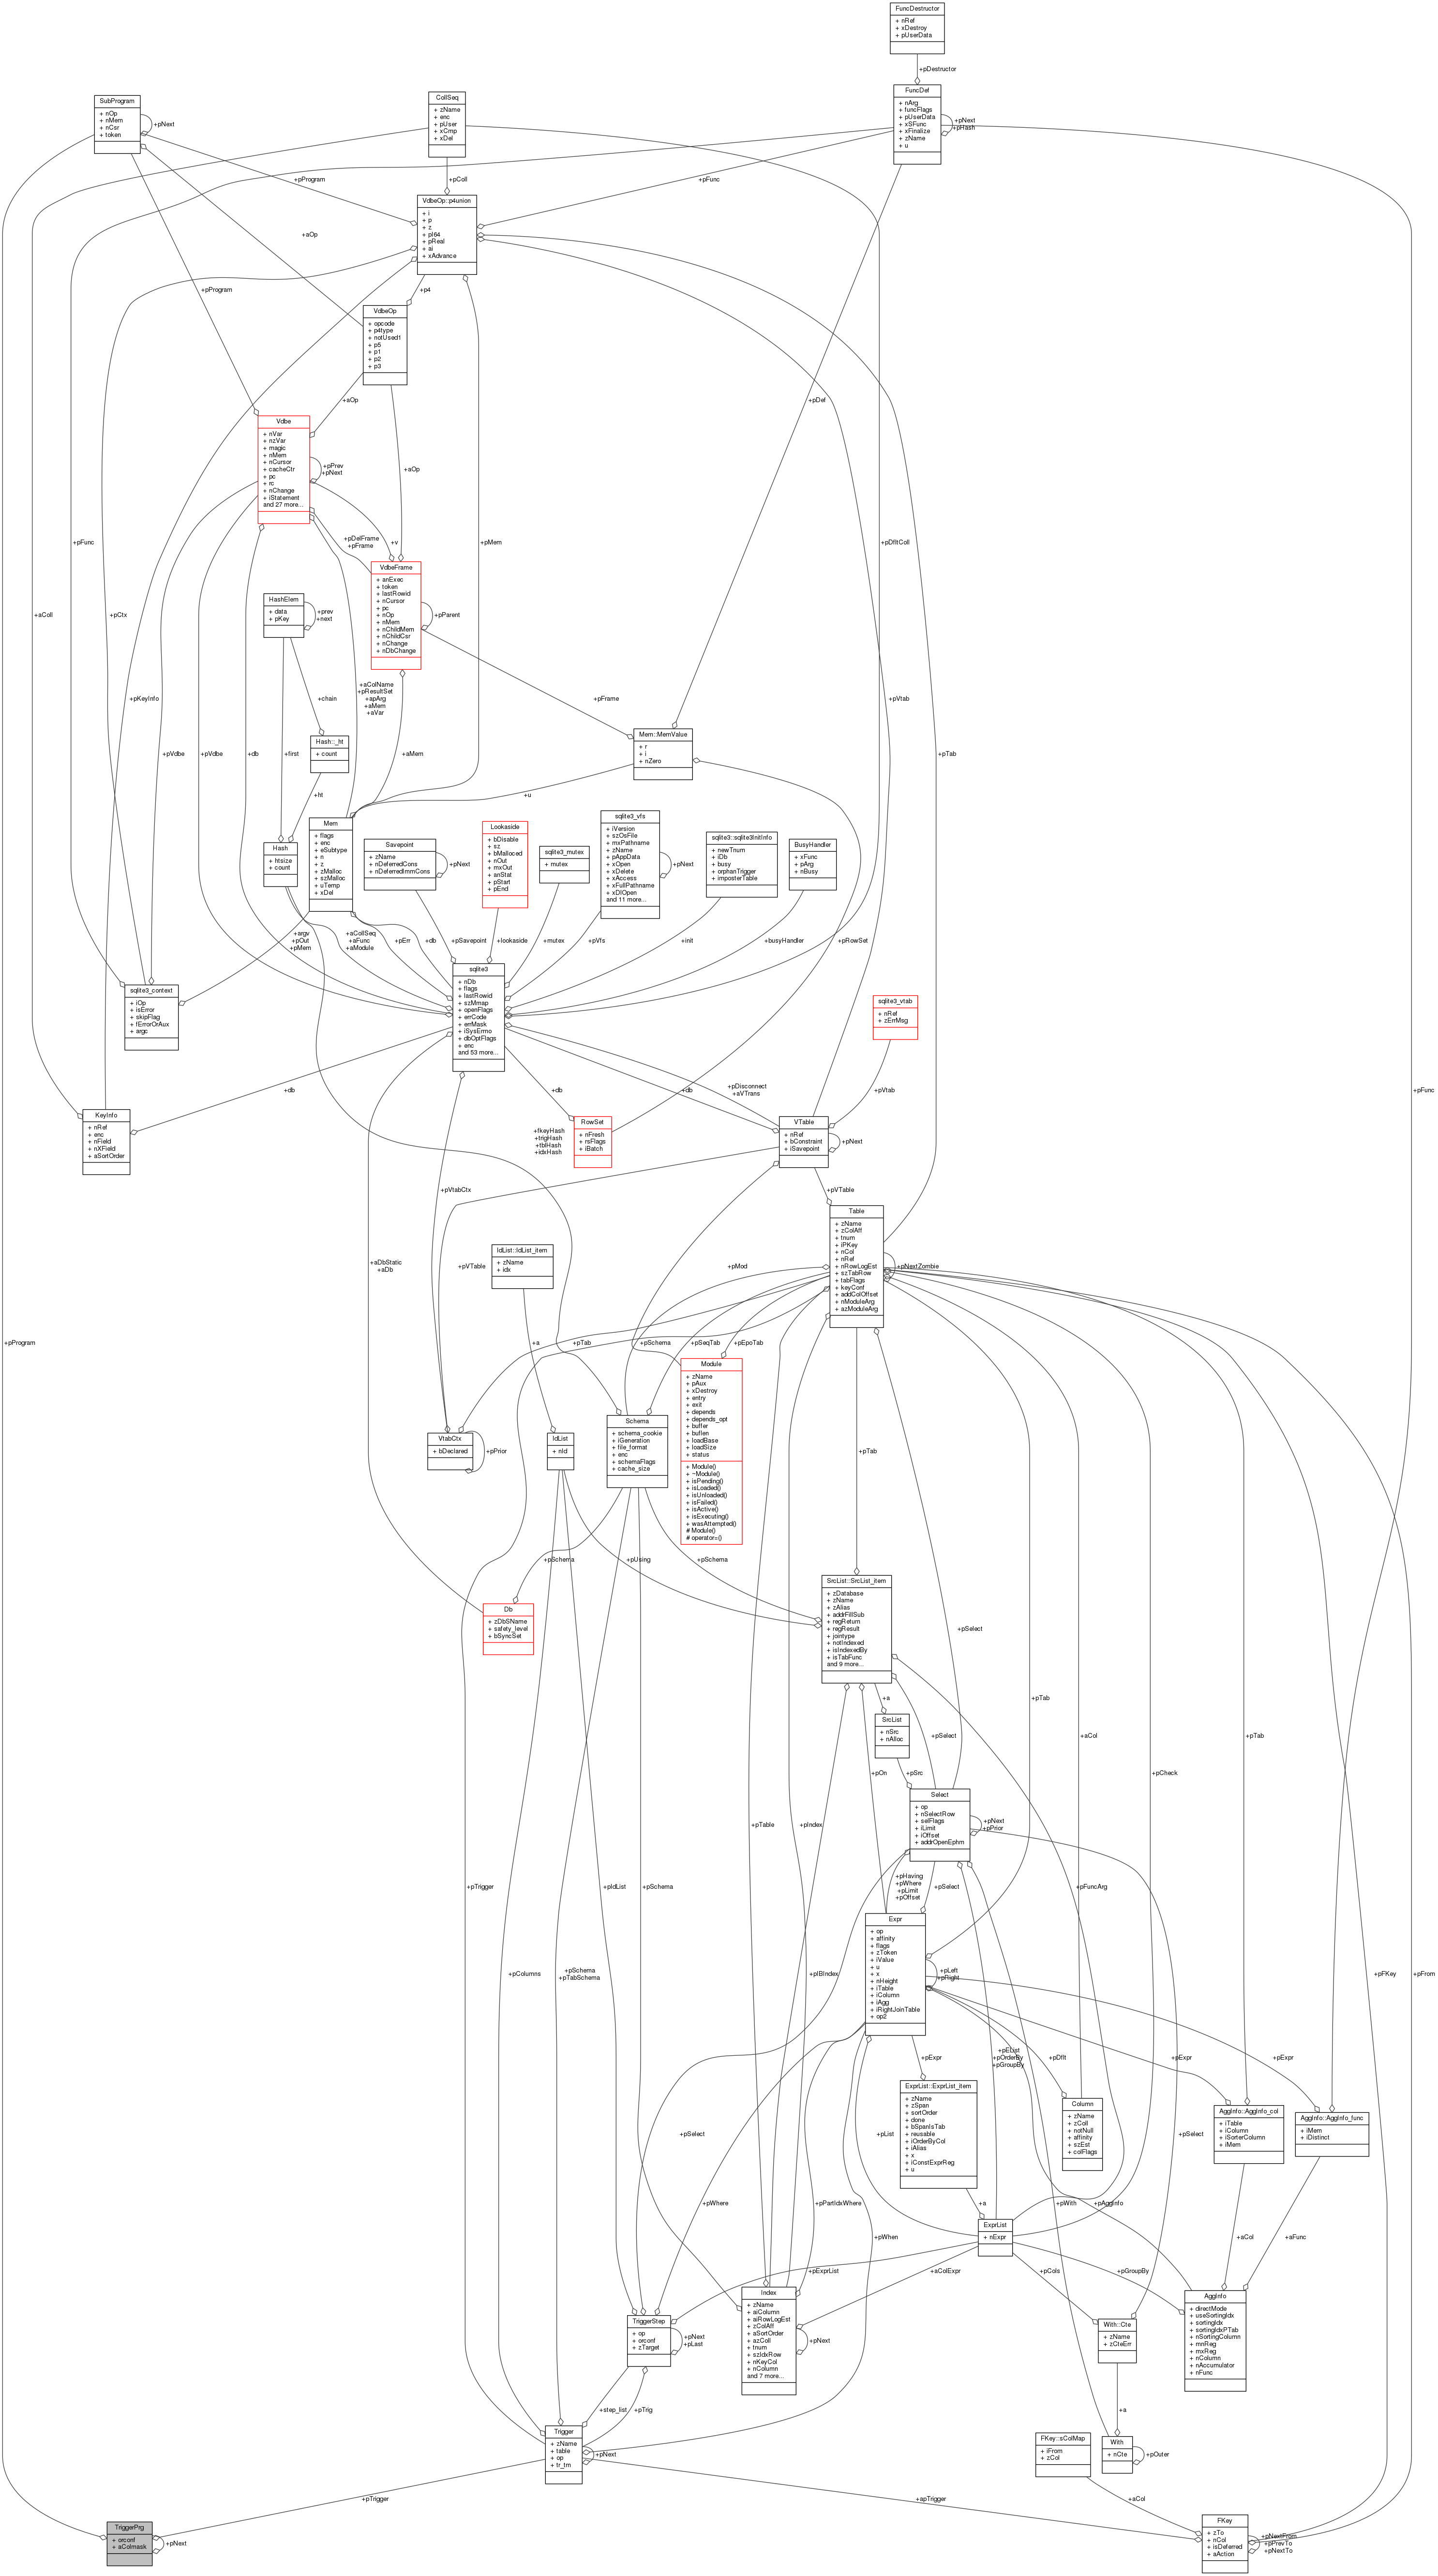 FuncDestructor
+ nRef
+ xDestroy
+ pUserData
+pDestructor
SubProgram
+ nOp
+ nMem
+ nCsr
+ token
+pNext
CollSeq
+ zName
+ enc
+ pUser
+ xCmp
+ xDel
FuncDef
+ nArg
+ funcFlags
+ pUserData
+ xSFunc
+ xFinalize
+ zName
+ u
+pNext
+pHash
+pProgram
+pColl
+pFunc
VdbeOp::p4union
+ i
+ p
+ z
+ pI64
+ pReal
+ ai
+ xAdvance
+aOp
+pProgram
+p4
VdbeOp
+ opcode
+ p4type
+ notUsed1
+ p5
+ p1
+ p2
+ p3
+aOp
+pDef
Vdbe
+ nVar
+ nzVar
+ magic
+ nMem
+ nCursor
+ cacheCtr
+ pc
+ rc
+ nChange
+ iStatement
and 27 more...
+pPrev
+pNext
+aOp
+pFunc
+pDelFrame
+pFrame
+v
+pMem
+pDfltColl
VdbeFrame
+ anExec
+ token
+ lastRowid
+ nCursor
+ pc
+ nOp
+ nMem
+ nChildMem
+ nChildCsr
+ nChange
+ nDbChange
+pParent
HashElem
+ data
+ pKey
+prev
+next
+aColl
+pCtx
+pFunc
+pKeyInfo
+chain
+aColName
+pResultSet
+apArg
+aMem
+aVar
+pFrame
+pVtab
Mem::MemValue
+ r
+ i
+ nZero
Hash::_ht
+ count
+pVdbe
+pVdbe
+db
+first
+aMem
+pTab
+ht
+u
Mem
+ flags
+ enc
+ eSubtype
+ n
+ z
+ zMalloc
+ szMalloc
+ uTemp
+ xDel
Hash
+ htsize
+ count
Savepoint
+ zName
+ nDeferredCons
+ nDeferredImmCons
+pNext
Lookaside
+ bDisable
+ sz
+ bMalloced
+ nOut
+ mxOut
+ anStat
+ pStart
+ pEnd
sqlite3_mutex
+ mutex
sqlite3_vfs
+ iVersion
+ szOsFile
+ mxPathname
+ zName
+ pAppData
+ xOpen
+ xDelete
+ xAccess
+ xFullPathname
+ xDlOpen
and 11 more...
+pNext
sqlite3::sqlite3InitInfo
+ newTnum
+ iDb
+ busy
+ orphanTrigger
+ imposterTable
BusyHandler
+ xFunc
+ pArg
+ nBusy
+argv
+pOut
+pMem
+aCollSeq
+aFunc
+aModule
+pErr
+db
+pSavepoint
+lookaside
+mutex
+pVfs
+init
+busyHandler
+pRowSet
sqlite3_context
+ iOp
+ isError
+ skipFlag
+ fErrorOrAux
+ argc
sqlite3
+ nDb
+ flags
+ lastRowid
+ szMmap
+ openFlags
+ errCode
+ errMask
+ iSysErrno
+ dbOptFlags
+ enc
and 53 more...
sqlite3_vtab
+ nRef
+ zErrMsg
+db
+db
+pDisconnect
+aVTrans
+db
+pVtab
KeyInfo
+ nRef
+ enc
+ nField
+ nXField
+ aSortOrder
+fkeyHash
+trigHash
+tblHash
+idxHash
RowSet
+ nFresh
+ rsFlags
+ iBatch
VTable
+ nRef
+ bConstraint
+ iSavepoint
+pNext
+pVtabCtx
+pVTable
Table
+ zName
+ zColAff
+ tnum
+ iPKey
+ nCol
+ nRef
+ nRowLogEst
+ szTabRow
+ tabFlags
+ keyConf
+ addColOffset
+ nModuleArg
+ azModuleArg
+pNextZombie
IdList::IdList_item
+ zName
+ idx
+aDbStatic
+aDb
+pVTable
+pMod
+pProgram
+a
+pTab
+pSchema
+pSeqTab
+pEpoTab
Module
+ zName
+ pAux
+ xDestroy
+ entry
+ exit
+ depends
+ depends_opt
+ buffer
+ buflen
+ loadBase
+ loadSize
+ status
+ Module()
+ ~Module()
+ isPending()
+ isLoaded()
+ isUnloaded()
+ isFailed()
+ isActive()
+ isExecuting()
+ wasAttempted()
# Module()
# operator=()
VtabCtx
+ bDeclared
+pPrior
IdList
+ nId
Schema
+ schema_cookie
+ iGeneration
+ file_format
+ enc
+ schemaFlags
+ cache_size
+pTab
+pSchema
+pUsing
+pSchema
Db
+ zDbSName
+ safety_level
+ bSyncSet
SrcList::SrcList_item
+ zDatabase
+ zName
+ zAlias
+ addrFillSub
+ regReturn
+ regResult
+ jointype
+ notIndexed
+ isIndexedBy
+ isTabFunc
and 9 more...
+pSelect
+a
+pTab
SrcList
+ nSrc
+ nAlloc
+pSelect
+aCol
+pTab
+pOn
+pSrc
+pCheck
Select
+ op
+ nSelectRow
+ selFlags
+ iLimit
+ iOffset
+ addrOpenEphm
+pNext
+pPrior
+pTable
+pIndex
+pTrigger
+pIdList
+pSchema
+pHaving
+pWhere
+pLimit
+pOffset
+pSelect
+pFuncArg
Expr
+ op
+ affinity
+ flags
+ zToken
+ iValue
+ u
+ x
+ nHeight
+ iTable
+ iColumn
+ iAgg
+ iRightJoinTable
+ op2
+pLeft
+pRight
+pColumns
+pSchema
+pTabSchema
+pIBIndex
+pFKey
+pFrom
+pFunc
+pExpr
+pEList
+pOrderBy
+pGroupBy
+pDflt
+pExpr
+pExpr
ExprList::ExprList_item
+ zName
+ zSpan
+ sortOrder
+ done
+ bSpanIsTab
+ reusable
+ iOrderByCol
+ iAlias
+ x
+ iConstExprReg
+ u
Column
+ zName
+ zColl
+ notNull
+ affinity
+ szEst
+ colFlags
AggInfo::AggInfo_col
+ iTable
+ iColumn
+ iSorterColumn
+ iMem
AggInfo::AggInfo_func
+ iMem
+ iDistinct
+pSelect
+pList
+pSelect
+pWhere
+pPartIdxWhere
+a
+pWith
+pAggInfo
ExprList
+ nExpr
+pWhen
+aCol
+aFunc
+pExprList
+aColExpr
+pCols
+pGroupBy
Index
+ zName
+ aiColumn
+ aiRowLogEst
+ zColAff
+ aSortOrder
+ azColl
+ tnum
+ szIdxRow
+ nKeyCol
+ nColumn
and 7 more...
+pNext
TriggerStep
+ op
+ orconf
+ zTarget
+pNext
+pLast
With::Cte
+ zName
+ zCteErr
AggInfo
+ directMode
+ useSortingIdx
+ sortingIdx
+ sortingIdxPTab
+ nSortingColumn
+ mnReg
+ mxReg
+ nColumn
+ nAccumulator
+ nFunc
+step_list
+pTrig
+a
Trigger
+ zName
+ table
+ op
+ tr_tm
+pNext
FKey::sColMap
+ iFrom
+ zCol
With
+ nCte
+pOuter
+pTrigger
+apTrigger
+aCol
TriggerPrg
+ orconf
+ aColmask
+pNext
FKey
+ zTo
+ nCol
+ isDeferred
+ aAction
+pNextFrom
+pPrevTo
+pNextTo